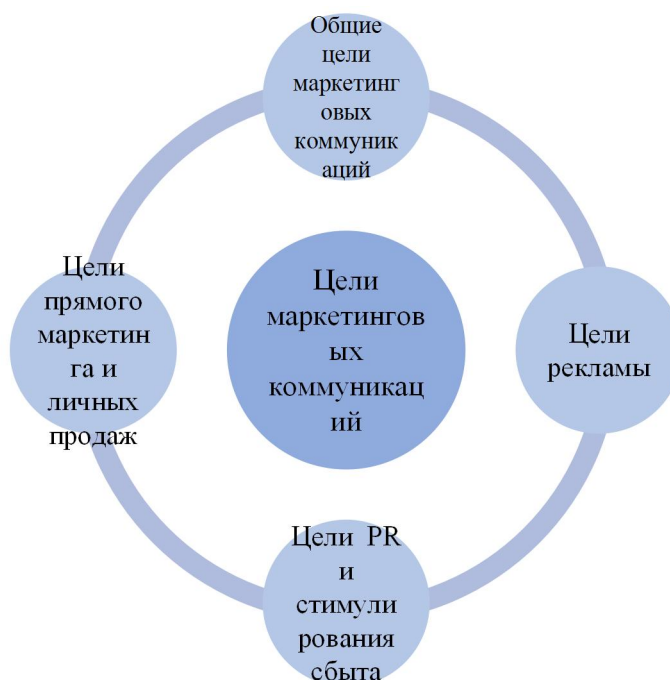 Общие
цели
маркетинг
овых
коммуник
аций
Цели
прямого
маркетин
га и
личных
продаж
Цели
маркетингов
ых
коммуникац
ий
Цели
рекламы
Цели PR
и
стимули
рования
сбыта